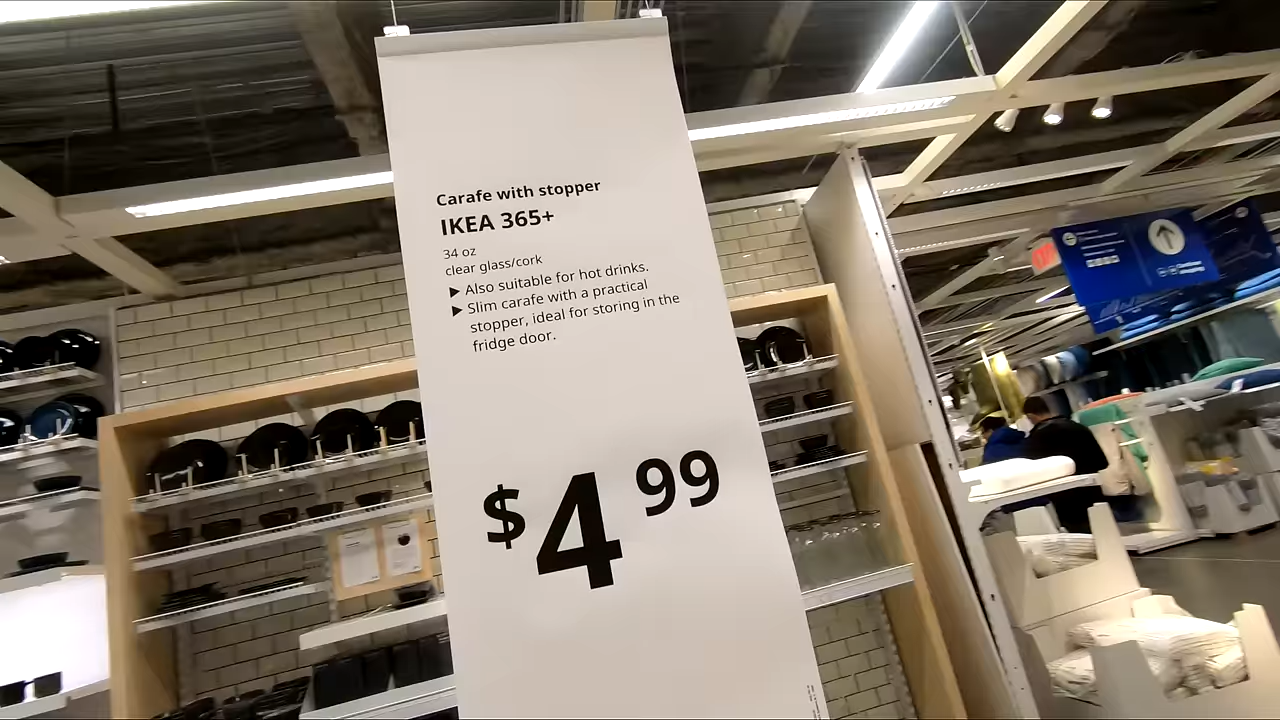 Carafe with stopper
IKEA 365+
34 oz
clear glass/cork
▶ Also suitable for hot drinks.
▶ Slim carafe with a practical
stopper, ideal for storing in the
fridge door.
$4 99